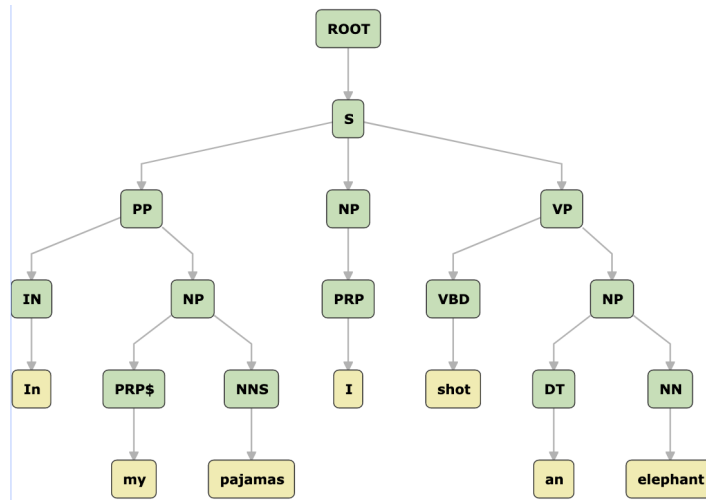 ROOT
S
PP NP VP
IN NP PRP VBD NP
In PRP$ NNS I shot DT NN
my pajamas an elephant